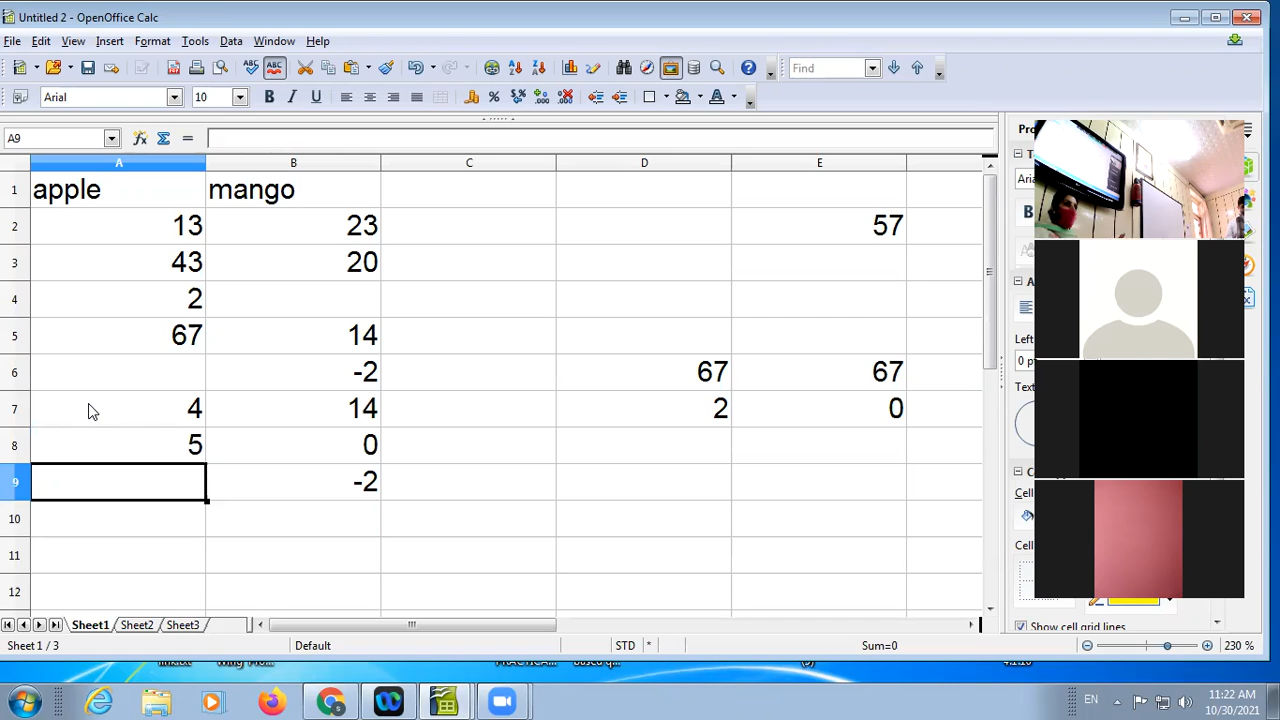 Untitled 2 - OpenOffice Calc
File Edit View Insert Format Tools Data Window Help
Find
Arial 10
A9
A B C D E
1 apple mango
2 13 23 57
3 43 20
4 2
5 67 14
6 -2 67 67
7 4 14 2 0
8 5 0
9 -2
10
11
12
Left:
0
Show cell grid lines
Sheet1 Sheet2 Sheet3
Sheet 1 / 3 Default STD * Sum=0 230 %
EN
11:22 AM
10/30/2021